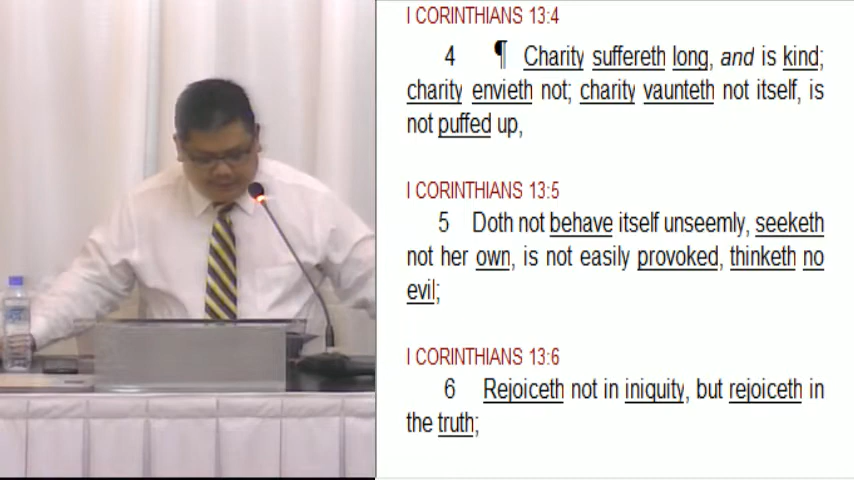 I CORINTHIANS 13:4
4 ¶ Charity suffereth long, and is kind;
charity envieth not; charity vaunteth not itself, is
not puffed up,
I CORINTHIANS 13:5
5 Doth not behave itself unseemly, seeketh
not her own, is not easily provoked, thinketh no
evil;
I CORINTHIANS 13:6
6 Rejoiceth not in iniquity, but rejoiceth in
the truth;